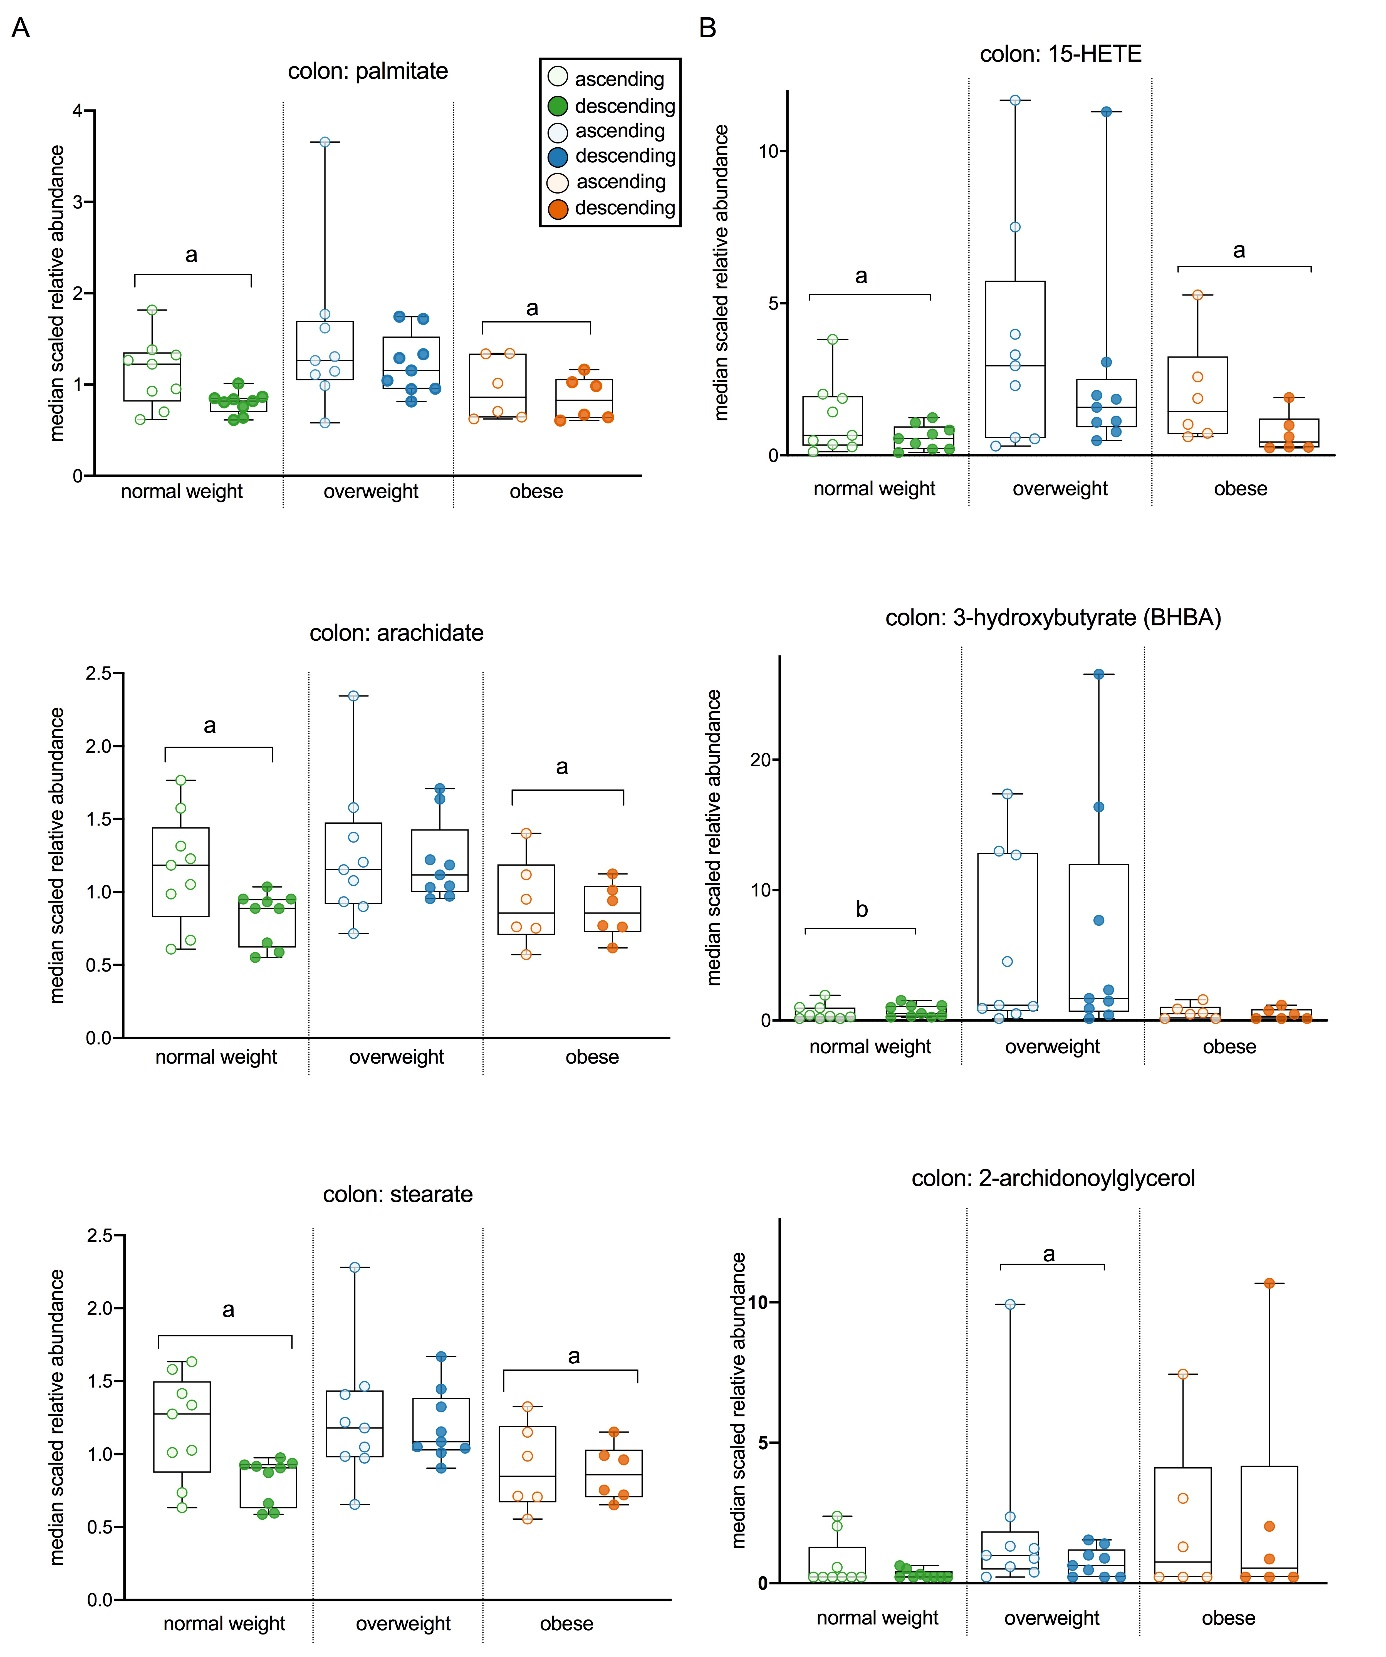 A
B
colon: palmitate
ascending
descending
ascending
descending
ascending
descending
median scaled relative abundance
4
3
2
1
0
a
a
normal weight
overweight
obese
colon: 15-HETE
median scaled relative abundance
10
5
0
a
a
normal weight
overweight
obese
colon: arachidate
median scaled relative abundance
2.5
2.0
1.5
1.0
0.5
0.0
a
a
normal weight
overweight
obese
colon: 3-hydroxybutyrate (BHBA)
median scaled relative abundance
20
10
0
b
normal weight
overweight
obese
colon: stearate
median scaled relative abundance
2.5
2.0
1.5
1.0
0.5
0.0
a
a
normal weight
overweight
obese
colon: 2-archidonoylglycerol
median scaled relative abundance
10
5
0
a
normal weight
overweight
obese